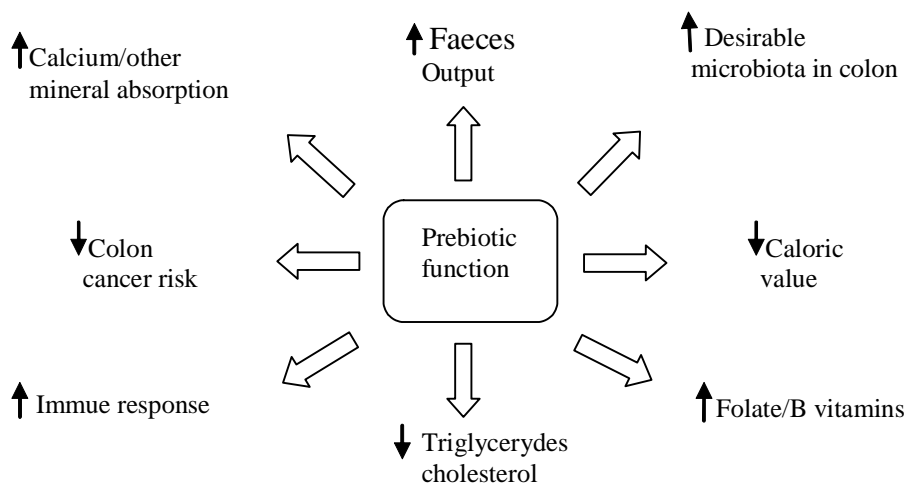 Calcium/other
mineral absorption
Faeces
Output
Desirable
microbiota in colon
Colon
cancer risk
Prebiotic
function
Caloric
value
Immue response
Triglycerydes
cholesterol
Folate/B vitamins